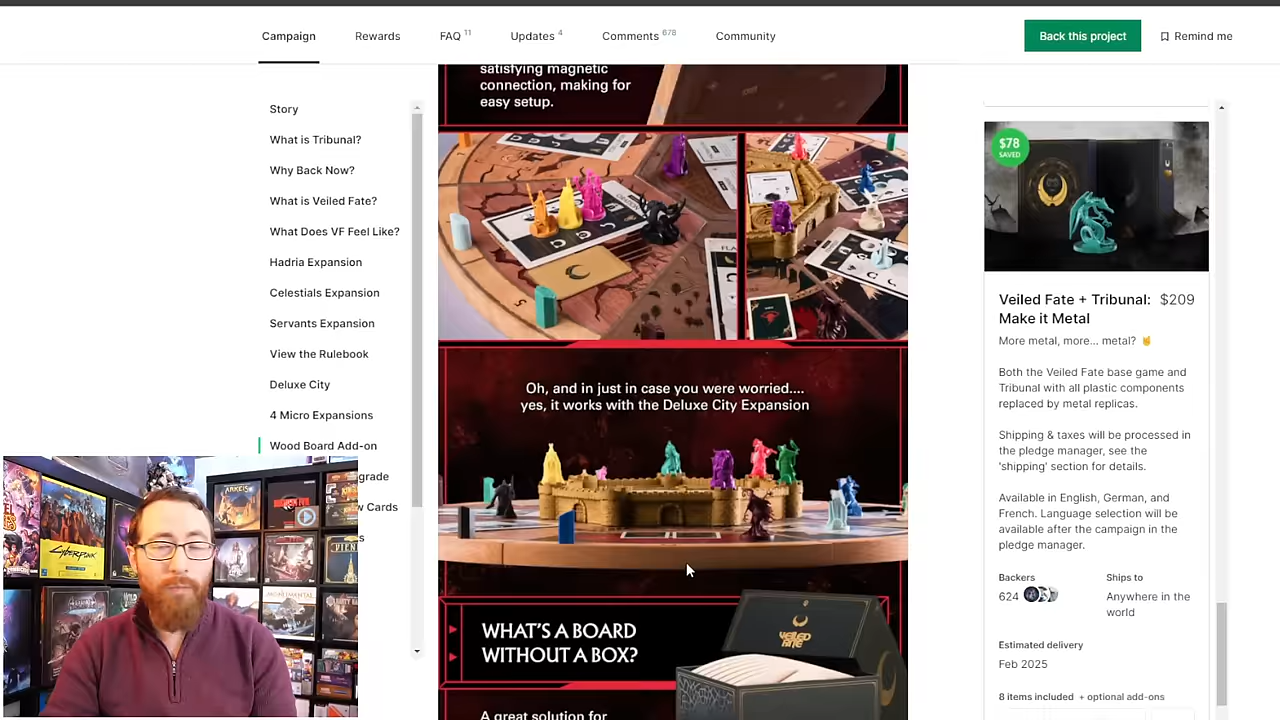 Campaign
Rewards
FAQ 11
Updates 4
Comments 678
Community
Back this project
Remind me
Story
What is Tribunal?
Why Back Now?
What is Veiled Fate?
What Does VF Feel Like?
Hadria Expansion
Celestials Expansion
Servants Expansion
View the Rulebook
Deluxe City
4 Micro Expansions
Wood Board Add-on
grade
w Cards
s
satisfying magnetic
connection, making for
easy setup.
Oh, and in just in case you were worried....
yes, it works with the Deluxe City Expansion
WHAT'S A BOARD
WITHOUT A BOX?
VEILED
FATE
A great solution for
$78
SAVED
Veiled Fate + Tribunal: $209
Make it Metal
More metal, more... metal? 🤘
Both the Veiled Fate base game and
Tribunal with all plastic components
replaced by metal replicas.
Shipping & taxes will be processed in
the pledge manager, see the
'shipping' section for details.
Available in English, German, and
French. Language selection will be
available after the campaign in the
pledge manager.
Backers
624
Ships to
Anywhere in the
world
Estimated delivery
Feb 2025
8 items included + optional add-ons
CYBERPUNK
ARKEIS